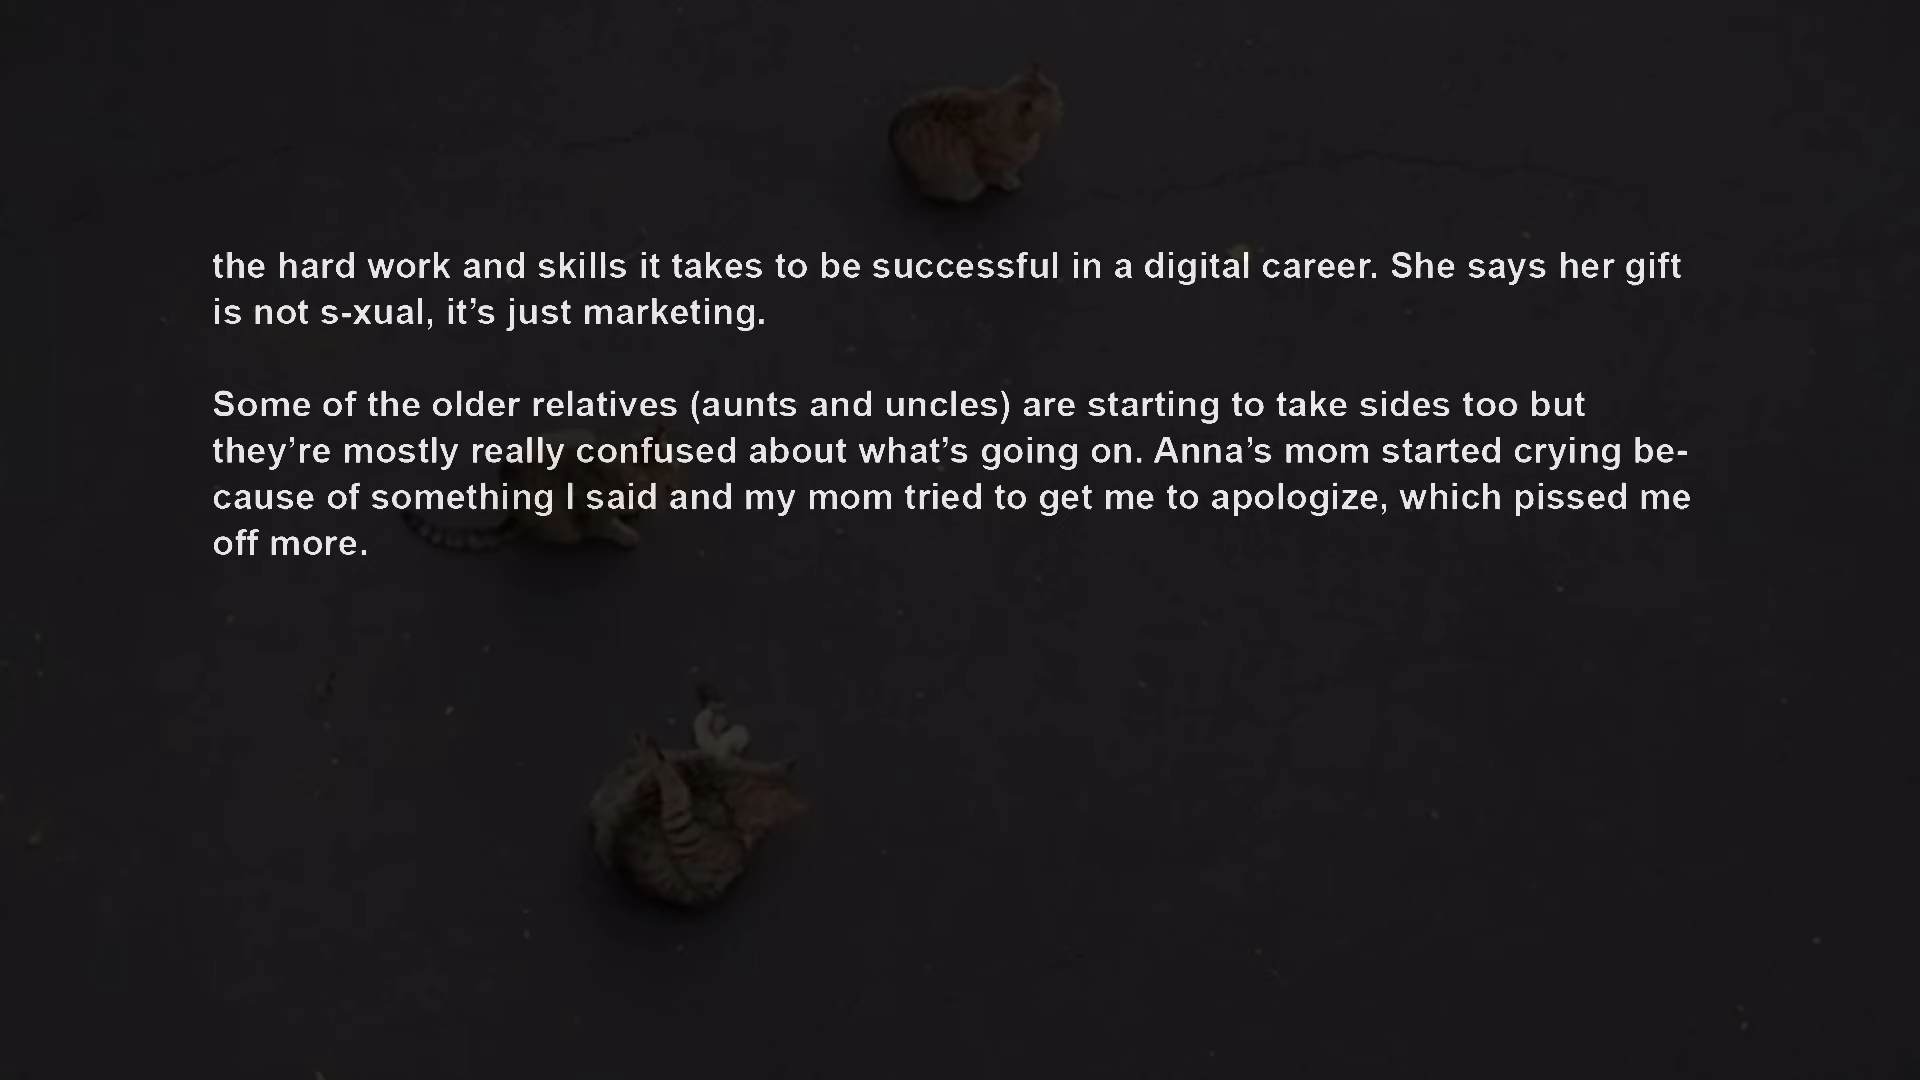 the hard work and skills it takes to be successful in a digital career. She says her gift
is not s-xual, it’s just marketing.
Some of the older relatives (aunts and uncles) are starting to take sides too but
they’re mostly really confused about what’s going on. Anna’s mom started crying be-
cause of something I said and my mom tried to get me to apologize, which pissed me
off more.